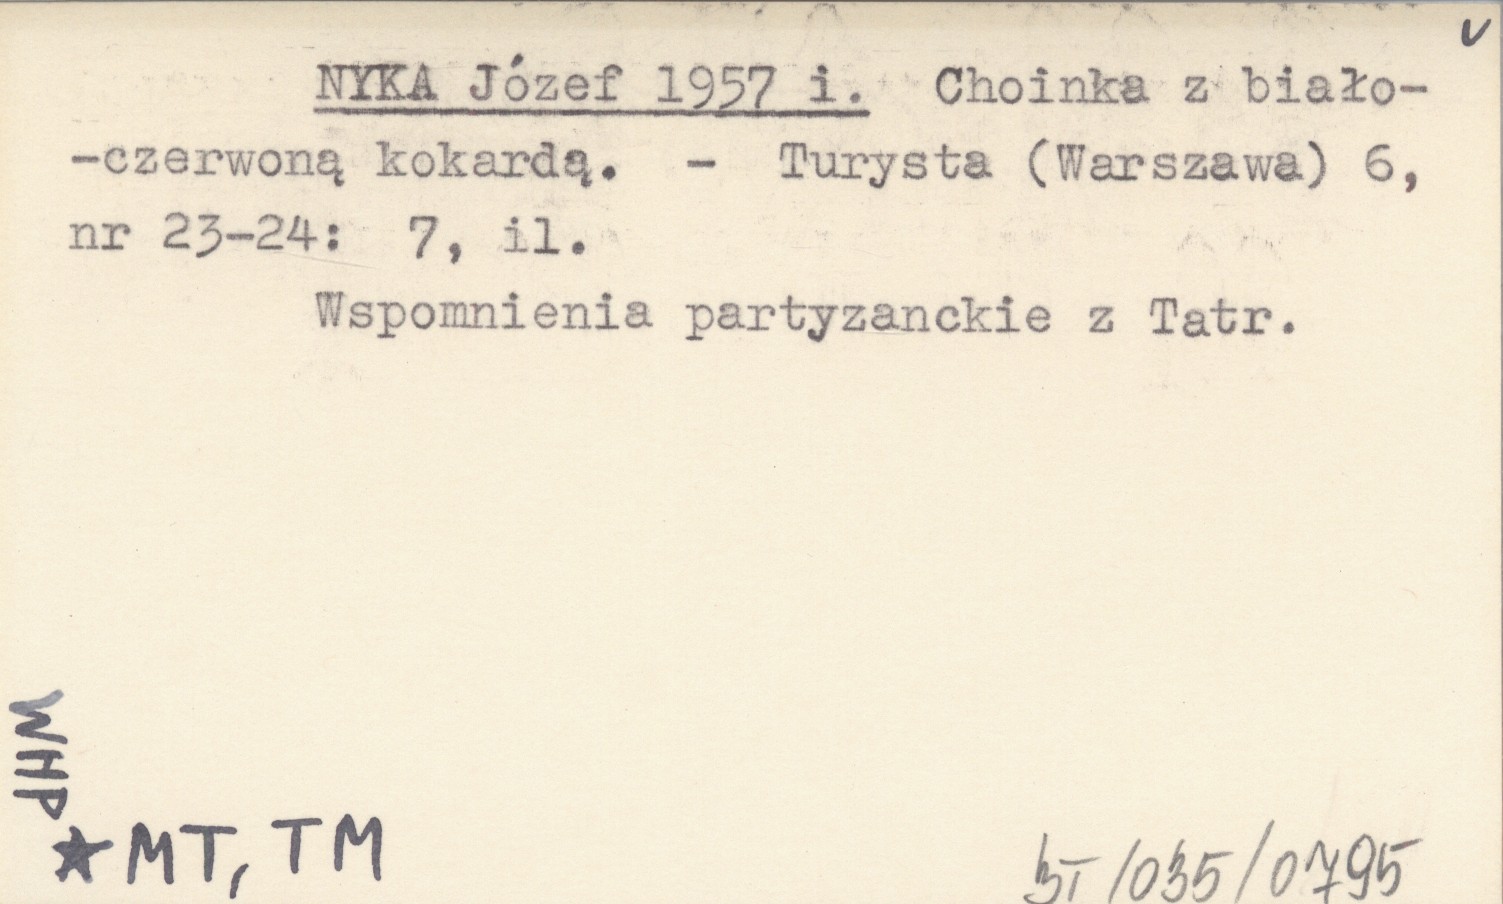 v
NYKA Józef 1957 i. Choinka z biało-
-czerwoną kokardą. - Turysta (Warszawa) 6,
nr 23-24: 7, il.
Wspomnienia partyzanckie z Tatr.
WHP
★ MT, TM
/035/0795